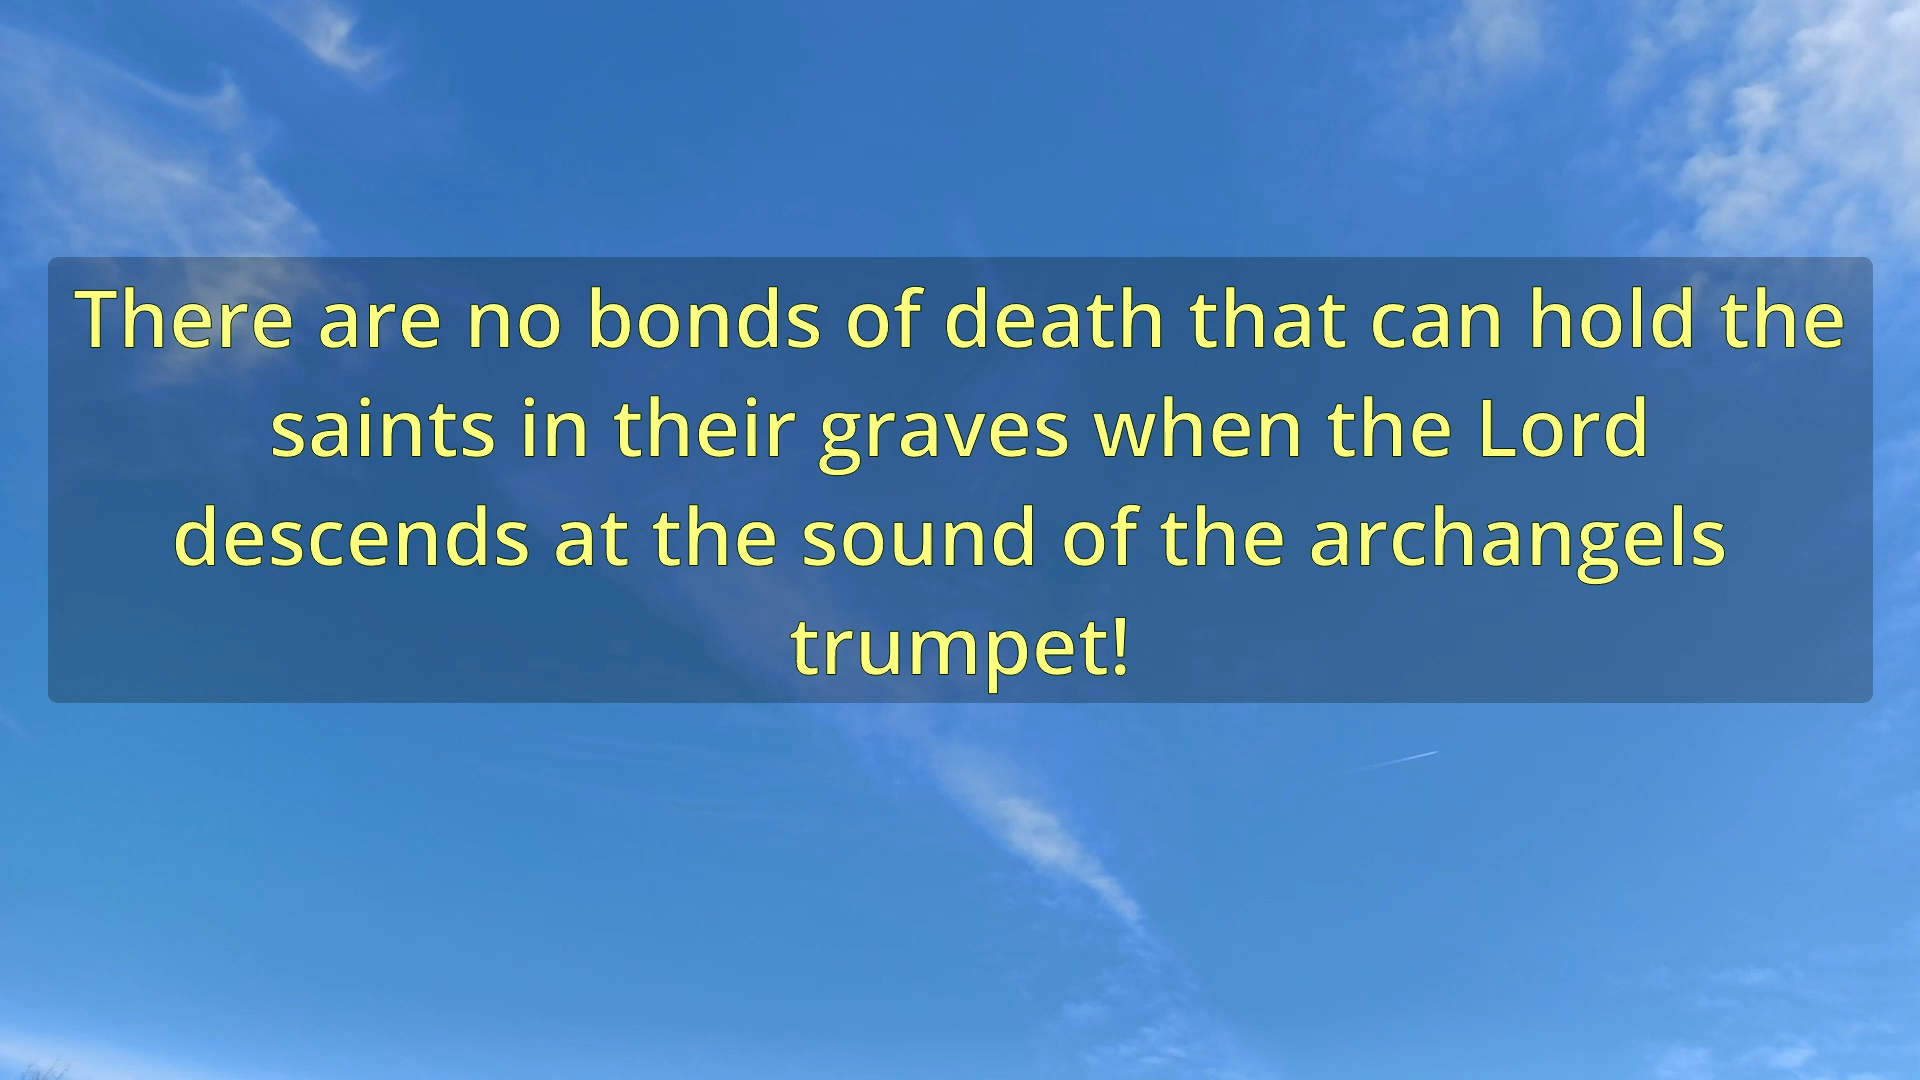 There are no bonds of death that can hold the
saints in their graves when the Lord
descends at the sound of the archangels
trumpet!